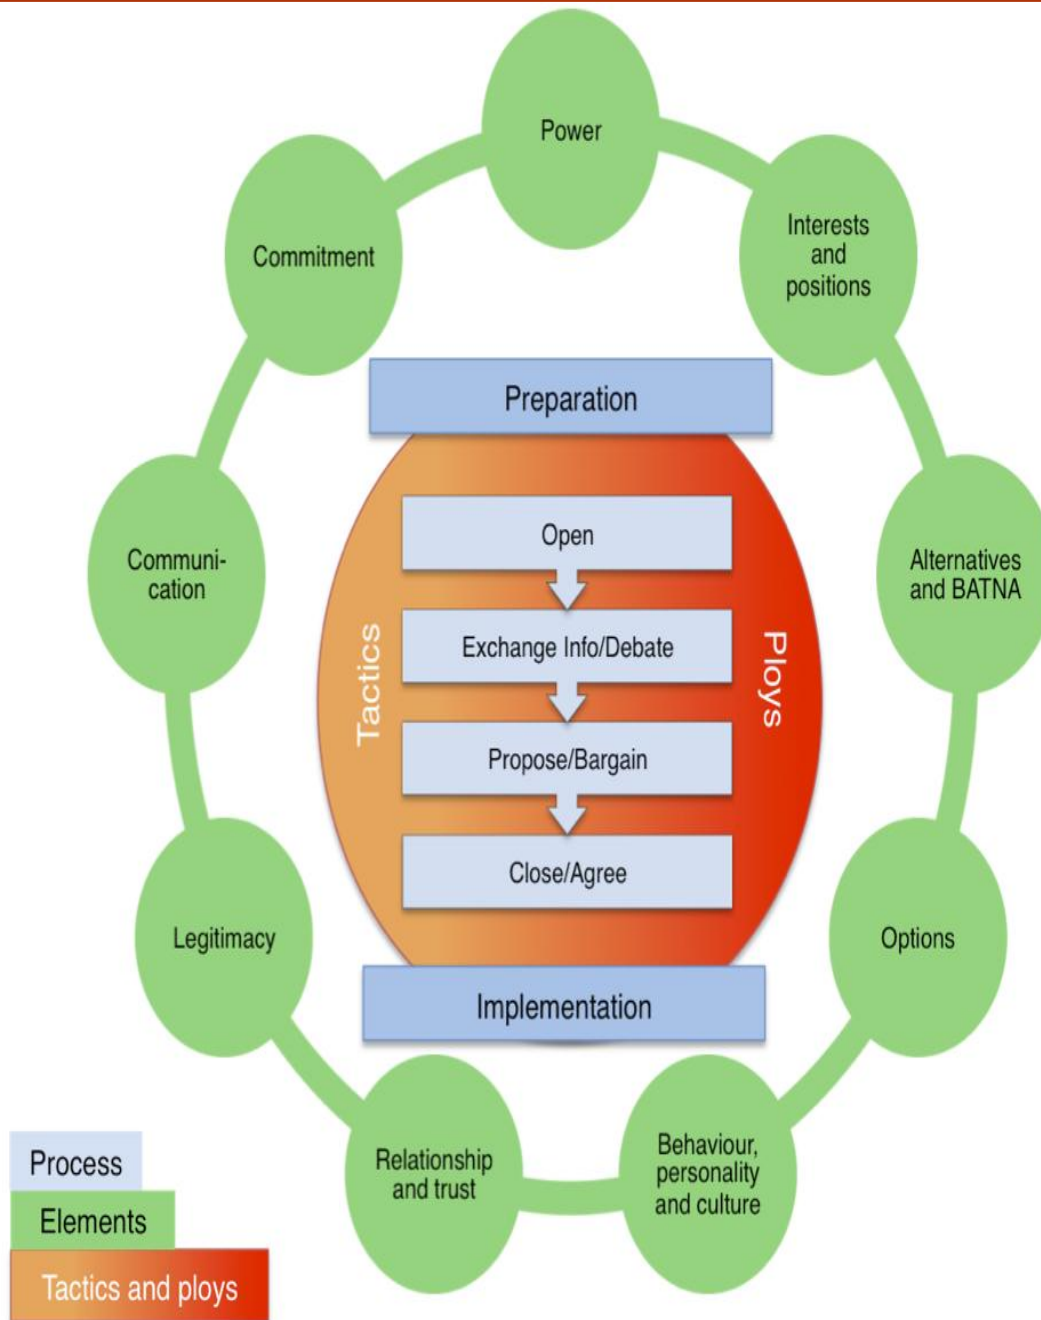 Power
Interests
and
positions
Commitment
Preparation
Open
Communi-
cation
Alternatives
and BATNA
Exchange Info/Debate
Tactics
Ploys
Propose/Bargain
Close/Agree
Legitimacy
Options
Implementation
Relationship
and trust
Behaviour,
personality
and culture
Process
Elements
Tactics and ploys